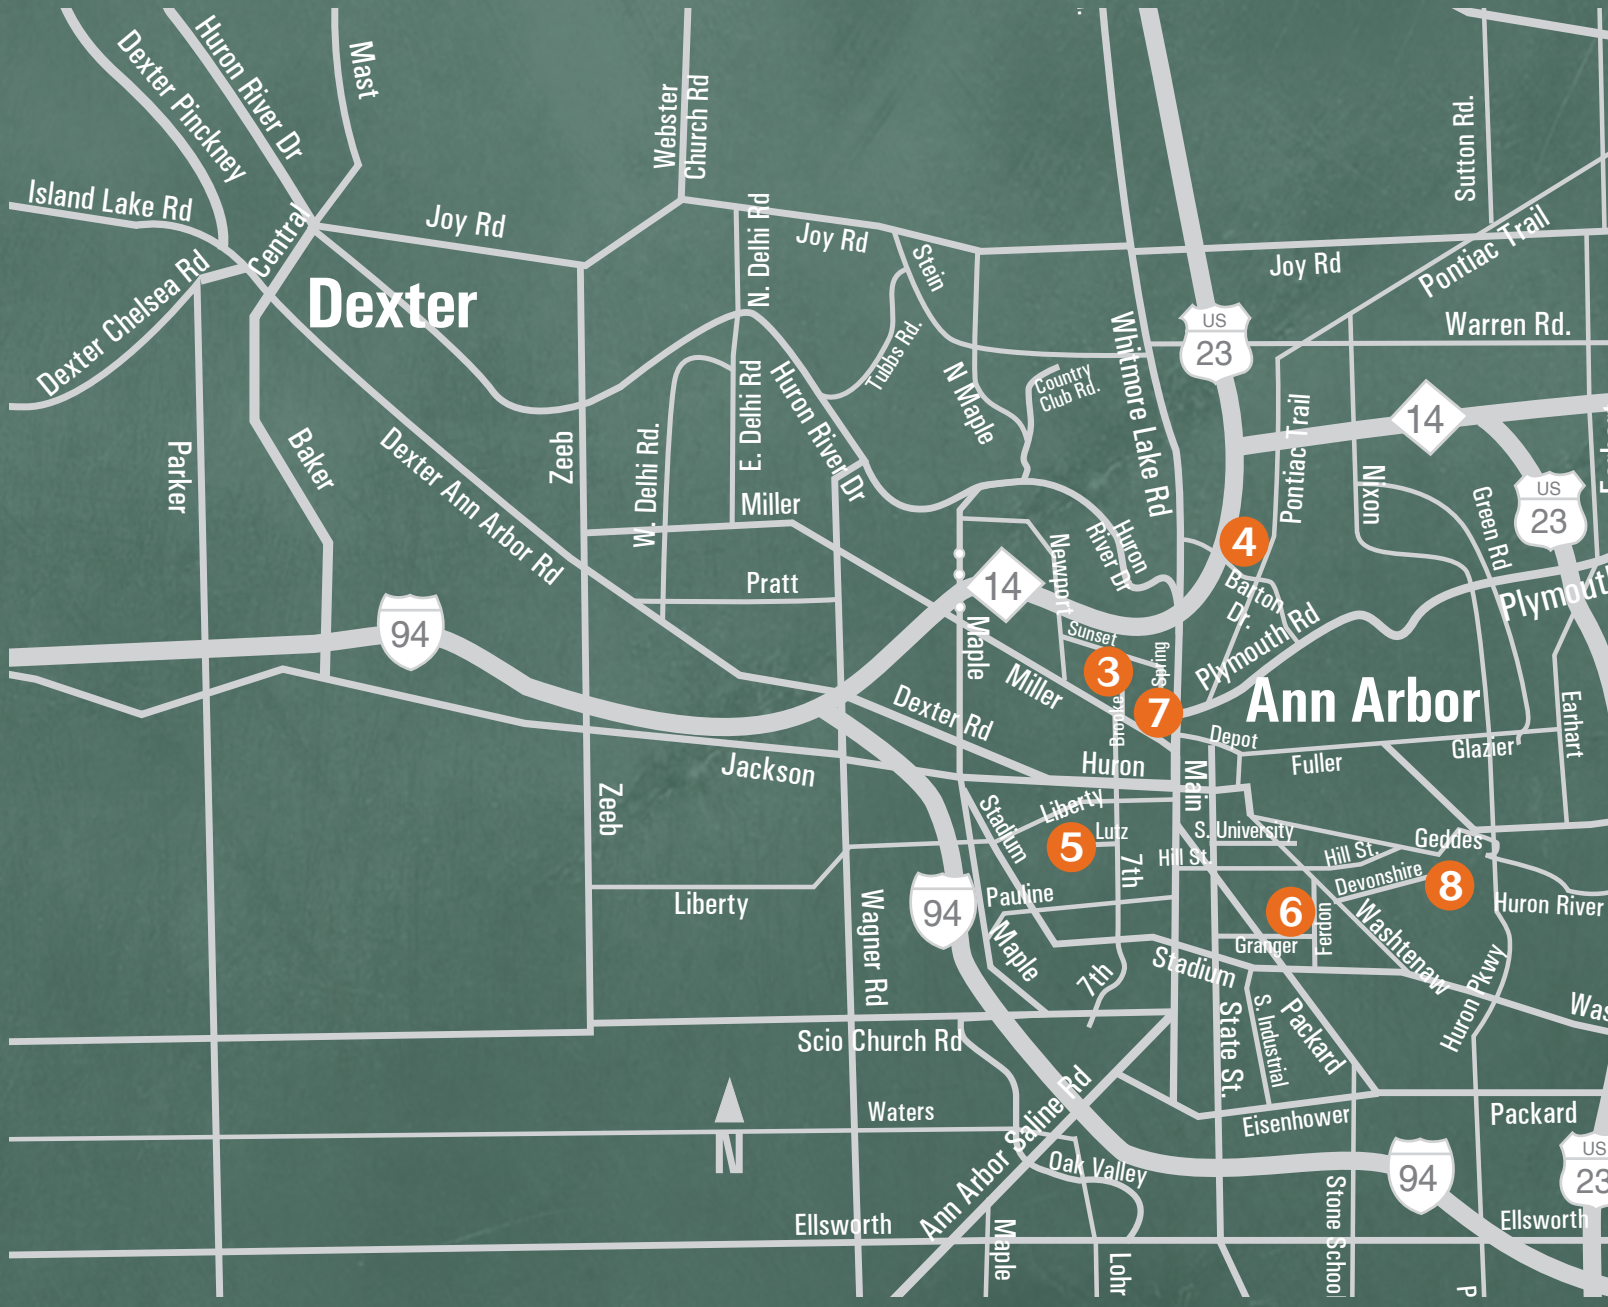 Dexter Pinckney
Huron River Dr
Mast
Webster
Church Rd
Sutton Rd.
Island Lake Rd
Central
Joy Rd
N. Delhi Rd
Joy Rd
Stein
Joy Rd
Pontiac Trail
Dexter Chelsea Rd
Dexter
Tubbs Rd.
Whitmore Lake Rd
US
23
Warren Rd.
N Maple
Country
Club Rd.
Huron River Dr
E. Delhi Rd
W. Delhi Rd.
Zeeb
Parker
Baker
Dexter Ann Arbor Rd
Pontiac Trail
14
Nixon
Green Rd
US
23
Miller
Newport
Huron
River Dr
4
Pratt
14
Barton
Dr.
Plymouth Rd
94
Maple
Sunset
Spring
3
Miller
Brooke
7
Ann Arbor
Dexter Rd
Earhart
Depot
Glazier
Jackson
Huron
Main
Fuller
Zeeb
Stadium
Liberty
5
Lutz
S. University
Geddes
7th
Hill St.
Hill St.
Devonshire
8
Liberty
Wagner Rd
94
Pauline
6
Ferdon
Washtenaw
Huron River
Granger
Maple
7th
Stadium
Huron Pkwy
Scio Church Rd
State St.
S. Industrial
Packard
Waters
N
Ann Arbor Saline Rd
Eisenhower
Packard
Oak Valley
94
US
23
Stone School
Ellsworth
Maple
Lohr
Ellsworth
P